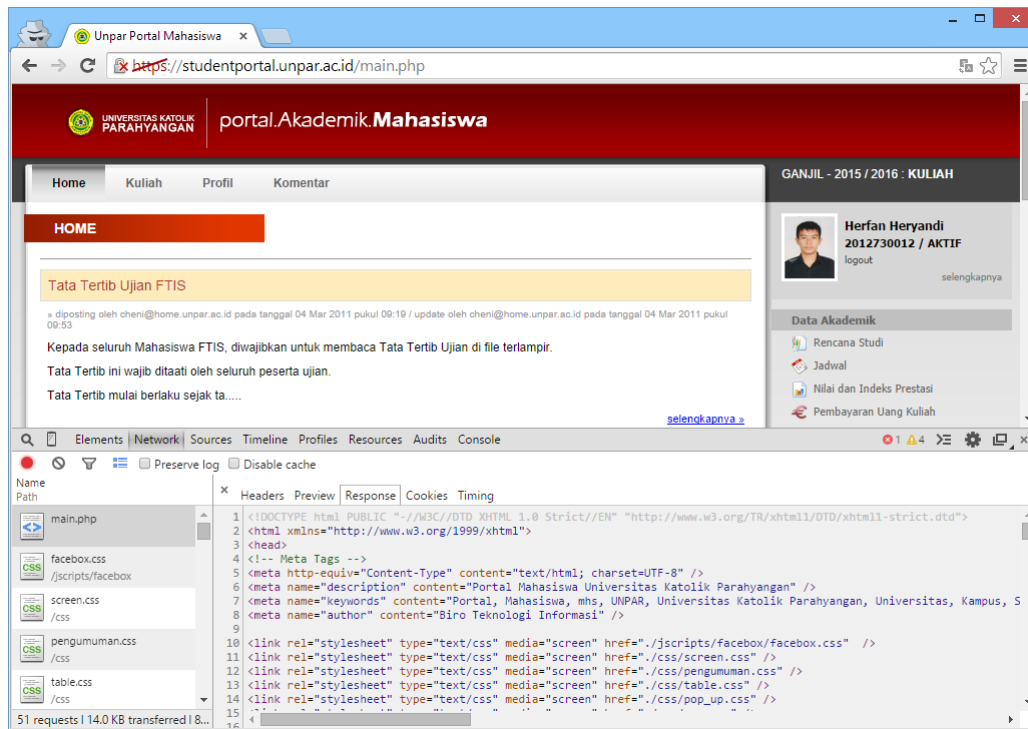 Unpar Portal Mahasiswa
https://studentportal.unpar.ac.id/main.php
UNIVERSITAS KATOLIK
PARAHYANGAN
portal.Akademik.Mahasiswa
Home Kuliah Profil Komentar
GANJIL - 2015 / 2016 : KULIAH
HOME
Herfan Heryandi
2012730012 / AKTIF
logout
selengkapnya
Tata Tertib Ujian FTIS
» diposting oleh cheni@home.unpar.ac.id pada tanggal 04 Mar 2011 pukul 09:19 / update oleh cheni@home.unpar.ac.id pada tanggal 04 Mar 2011 pukul
09:53
Kepada seluruh Mahasiswa FTIS, diwajibkan untuk membaca Tata Tertib Ujian di file terlampir.
Tata Tertib ini wajib ditaati oleh seluruh peserta ujian.
Tata Tertib mulai berlaku sejak ta.....
selengkapnya »
Data Akademik
Rencana Studi
Jadwal
Nilai dan Indeks Prestasi
Pembayaran Uang Kuliah
Elements Network Sources Timeline Profiles Resources Audits Console
1 4
Preserve log Disable cache
Name
Path
Headers Preview Response Cookies Timing
main.php
facebox.css
/jscripts/facebox
screen.css
/css
pengumuman.css
/css
table.css
/css
51 requests | 14.0 KB transferred | 8...
1 <!DOCTYPE html PUBLIC "-//W3C//DTD XHTML 1.0 Strict//EN" "http://www.w3.org/TR/xhtml1/DTD/xhtml1-strict.dtd">
2 <html xmlns="http://www.w3.org/1999/xhtml">
3 <head>
4 <!-- Meta Tags -->
5 <meta http-equiv="Content-Type" content="text/html; charset=UTF-8" />
6 <meta name="description" content="Portal Mahasiswa Universitas Katolik Parahyangan" />
7 <meta name="keywords" content="Portal, Mahasiswa, mhs, UNPAR, Universitas Katolik Parahyangan, Universitas, Kampus, S
8 <meta name="author" content="Biro Teknologi Informasi" />
9
10 <link rel="stylesheet" type="text/css" media="screen" href="./jscripts/facebox/facebox.css" />
11 <link rel="stylesheet" type="text/css" media="screen" href="./css/screen.css" />
12 <link rel="stylesheet" type="text/css" media="screen" href="./css/pengumuman.css" />
13 <link rel="stylesheet" type="text/css" media="screen" href="./css/table.css" />
14 <link rel="stylesheet" type="text/css" media="screen" href="./css/pop_up.css" />
15
16